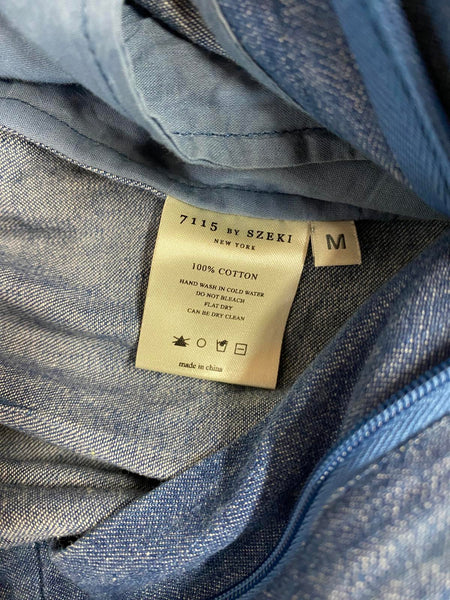 7115 BY SZEKI
NEW YORK
M
100% COTTON
HAND WASH IN COLD WATER
DO NOT BLEACH
FLAT DRY
CAN BE DRY CLEAN
made in china